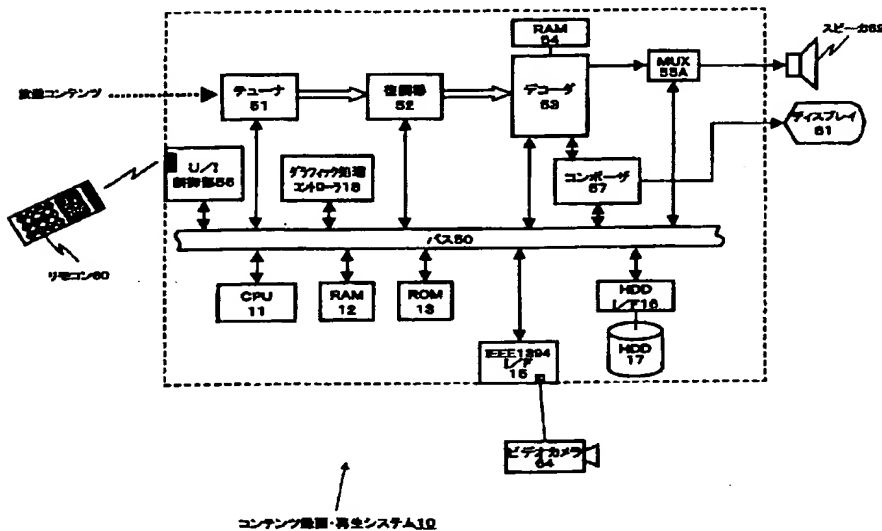 RAM
54
スピーカ62
MUX
55A
チューナ
51
復調器
52
デコーダ
53
放送コンテンツ
ディスプレイ
61
U/I
制御部56
グラフィック処理
コントローラ18
コンポーザ
57
バス50
リモコン60
CPU
11
RAM
12
ROM
13
HDD
I/F16
IEEE1394
I/F
15
HDD
17
ビデオカメラ
64
コンテンツ録画・再生システム10